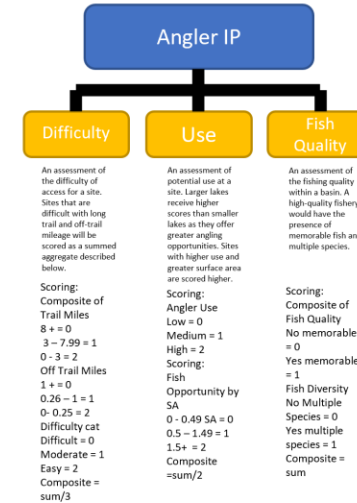 Angler IP
Difficulty
An assessment of
the difficulty of
access for a site.
Sites that are
difficult with long
trail and off-trail
mileage will be
scored as a summed
aggregate described
below.
Scoring:
Composite of
Trail Miles
8 + = 0
3 – 7.99 = 1
0 - 3 = 2
Off Trail Miles
1 + = 0
0.26 – 1 = 1
0- 0.25 = 2
Difficulty cat
Difficult = 0
Moderate = 1
Easy = 2
Composite =
sum/3
Use
An assessment of
potential use at a
site. Larger lakes
receive higher
scores than smaller
lakes as they offer
greater angling
opportunities. Sites
with higher use and
greater surface area
are scored higher.
Scoring:
Angler Use
Low = 0
Medium = 1
High = 2
Scoring:
Fish
Opportunity by
SA
0 - 0.49 SA = 0
0.5 – 1.49 = 1
1.5+ = 2
Composite
=sum/2
Fish
Quality
An assessment of
the fishing quality
within a basin. A
high-quality fishery
would have the
presence of
memorable fish an
multiple species.
Scoring:
Composite of
Fish Quality
No memorable
= 0
Yes memorable
= 1
Fish Diversity
No Multiple
Species = 0
Yes multiple
species = 1
Composite =
sum